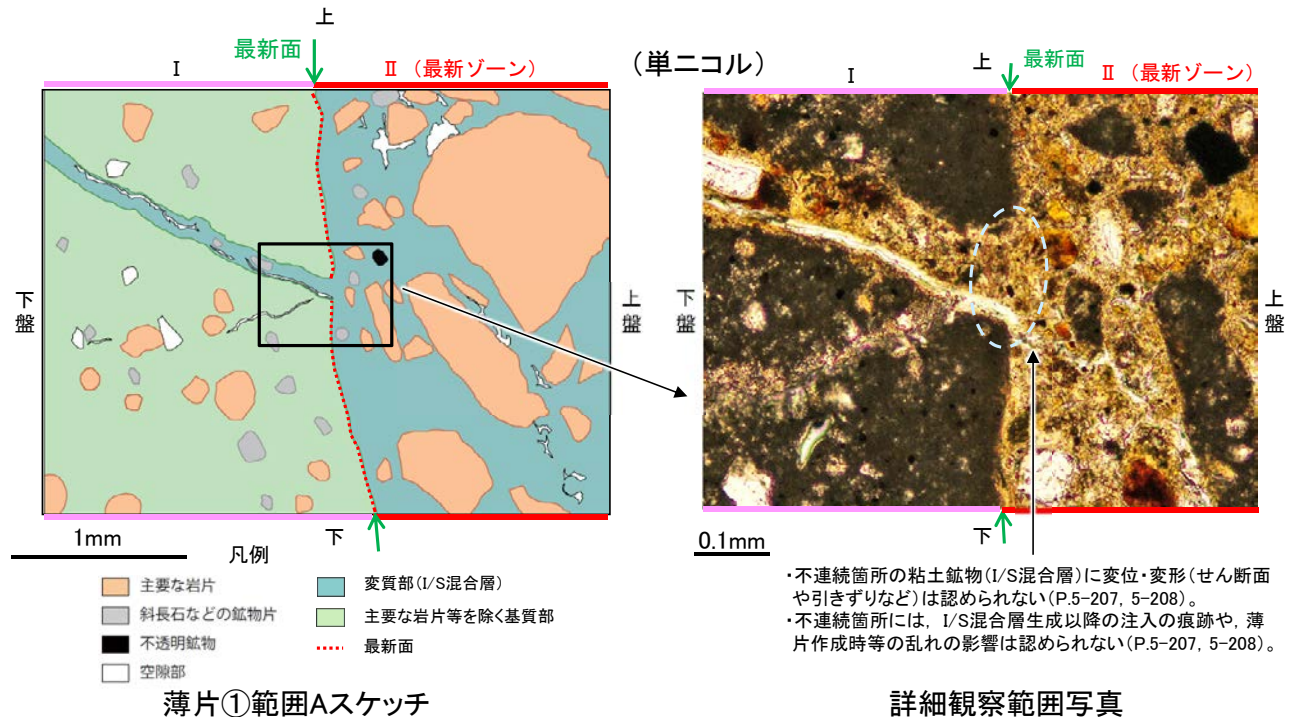 上
最新面
Ⅰ
Ⅱ（最新ゾーン）
下盤
上盤
下
1mm
凡例
主要な岩片
斜長石などの鉱物片
不透明鉱物
空隙部
変質部(I/S混合層)
主要な岩片等を除く基質部
最新面
薄片①範囲Aスケッチ
（単ニコル）
Ⅰ
上
最新面
Ⅱ（最新ゾーン）
下盤
上盤
下
0.1mm
・不連続箇所の粘土鉱物(I/S混合層)に変位・変形(せん断面
や引きずりなど)は認められない(P.5-207, 5-208)。
・不連続箇所には，I/S混合層生成以降の注入の痕跡や，薄
片作成時等の乱れの影響は認められない(P.5-207, 5-208)。
詳細観察範囲写真